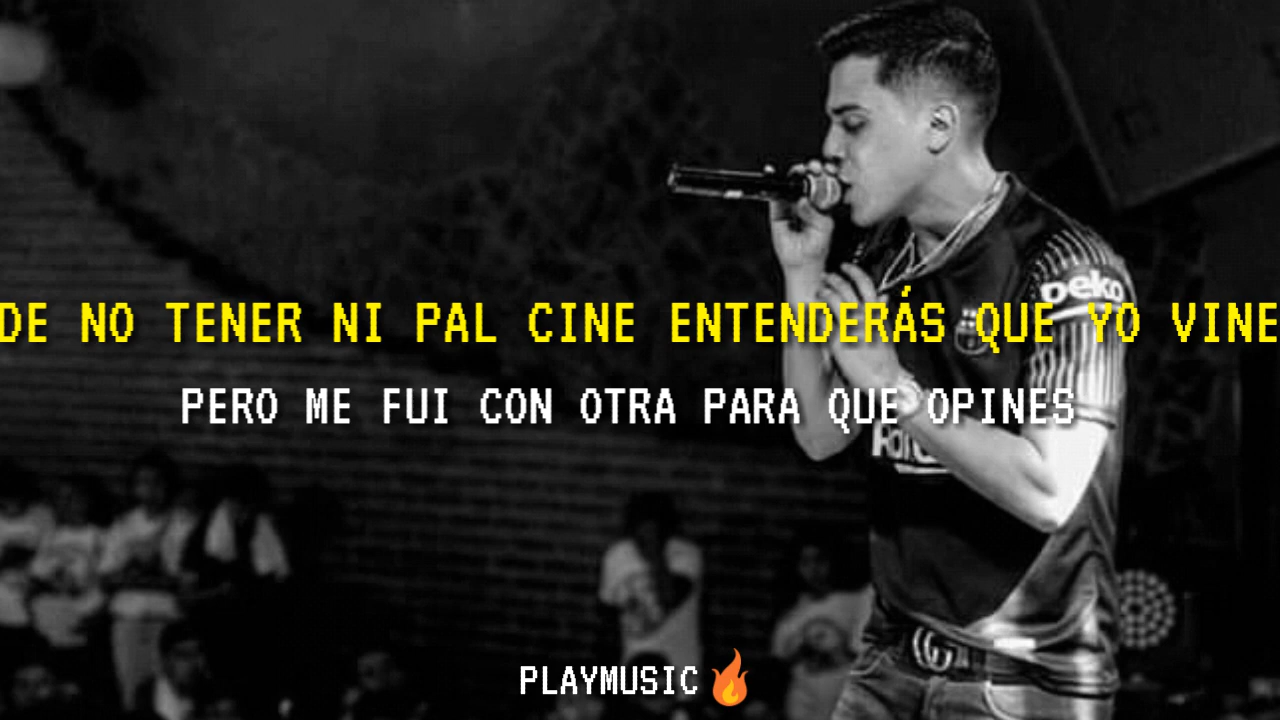 beko
DE NO TENER NI PAL CINE ENTENDERÁS QUE YO VINE
PERO ME FUI CON OTRA PARA QUE OPINES
PLAYMUSIC🔥